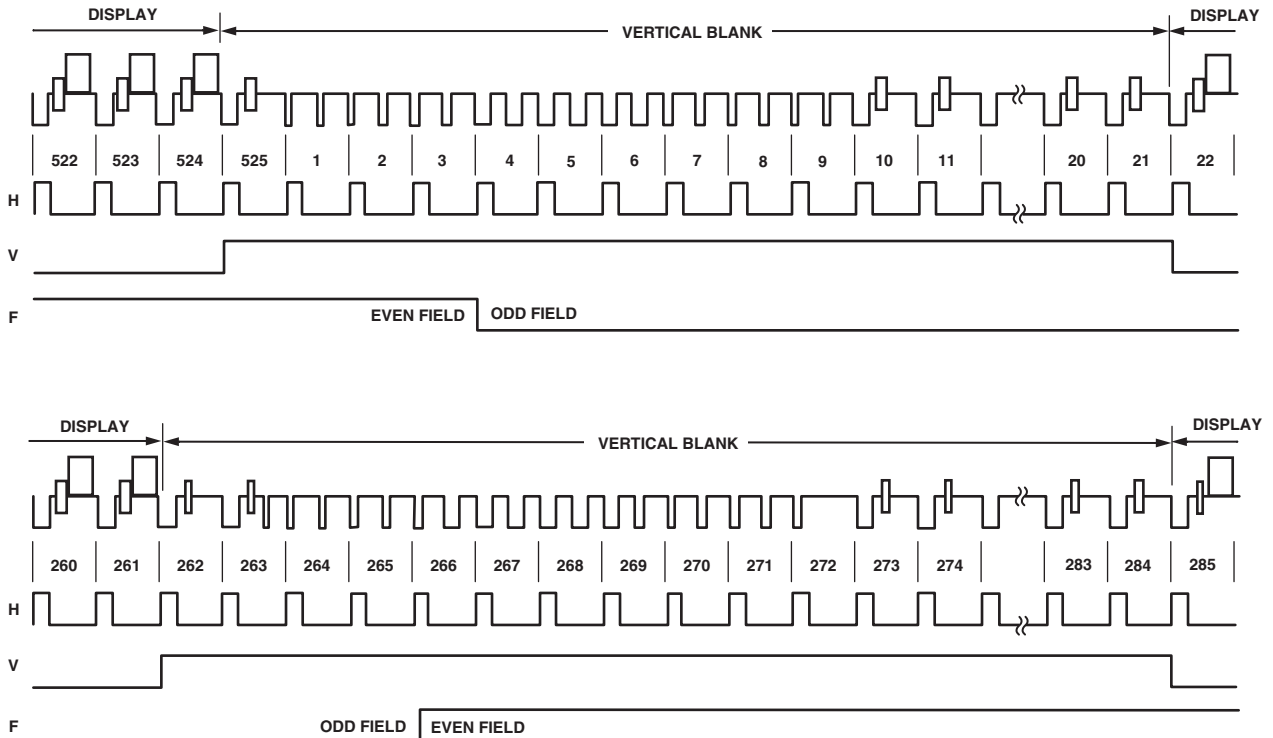 DISPLAY
VERTICAL BLANK
DISPLAY
522 523 524 525 1 2 3 4 5 6 7 8 9 10 11 20 21 22
H
V
F EVEN FIELD ODD FIELD
DISPLAY
VERTICAL BLANK
DISPLAY
260 261 262 263 264 265 266 267 268 269 270 271 272 273 274 283 284 285
H
V
F ODD FIELD EVEN FIELD